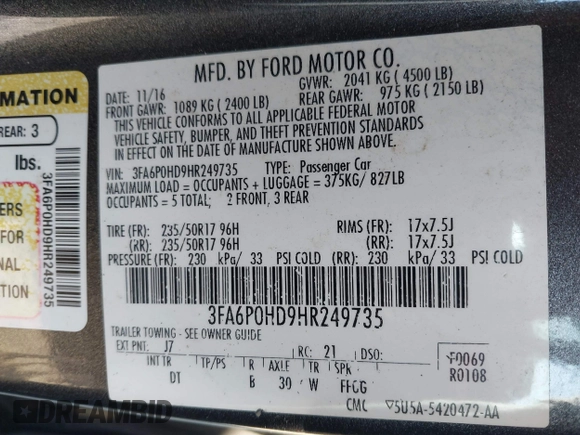 MFD. BY FORD MOTOR CO.
DATE: 11/16 GVWR: 2041 KG (4500 LB)
FRONT GAWR: 1089 KG (2400 LB) REAR GAWR: 975 KG (2150 LB)
THIS VEHICLE CONFORMS TO ALL APPLICABLE FEDERAL MOTOR
VEHICLE SAFETY, BUMPER, AND THEFT PREVENTION STANDARDS
IN EFFECT ON THE DATE OF MANUFACTURE SHOWN ABOVE.
VIN: 3FA6P0HD9HR249735 TYPE: Passenger Car
MAXIMUM LOAD = OCCUPANTS + LUGGAGE = 375KG/ 827LB
OCCUPANTS = 5 TOTAL; 2 FRONT, 3 REAR
TIRE (FR): 235/50R17 96H RIMS (FR): 17x7.5J
(RR): 235/50R17 96H (RR): 17x7.5J
PRESSURE (FR): 230 kPa/ 33 PSI COLD (RR): 230 kPa/ 33 PSI COLD
3FA6P0HD9HR249735
TRAILER TOWING - SEE OWNER GUIDE
EXT PNT: J7 RC: 21 DSO: F0069
INT TR TP/PS R AXLE TR SPR R0108
DT B 30 W FFGG
CMC ▽5U5A-5420472-AA
ORMATION
REAR: 3
lbs.
ERS
FOR
NAL
ATION
3FA6P0HD9HR249735
DREAMBID